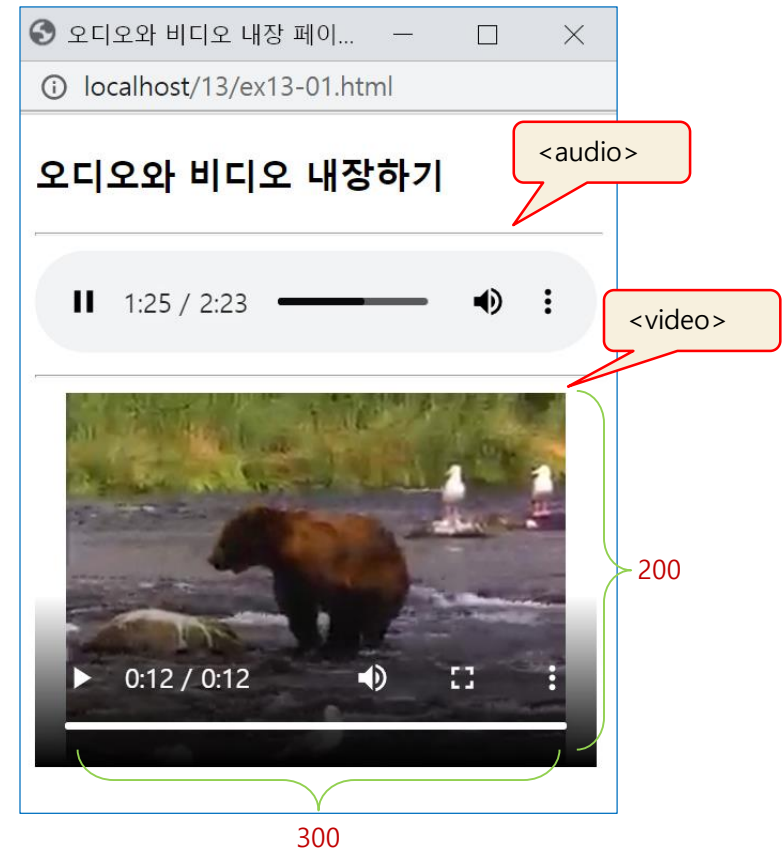 오디오와 비디오 내장 페이...
localhost/13/ex13-01.html
<audio>
오디오와 비디오 내장하기
1:25 / 2:23
<video>
200
0:12 / 0:12
300